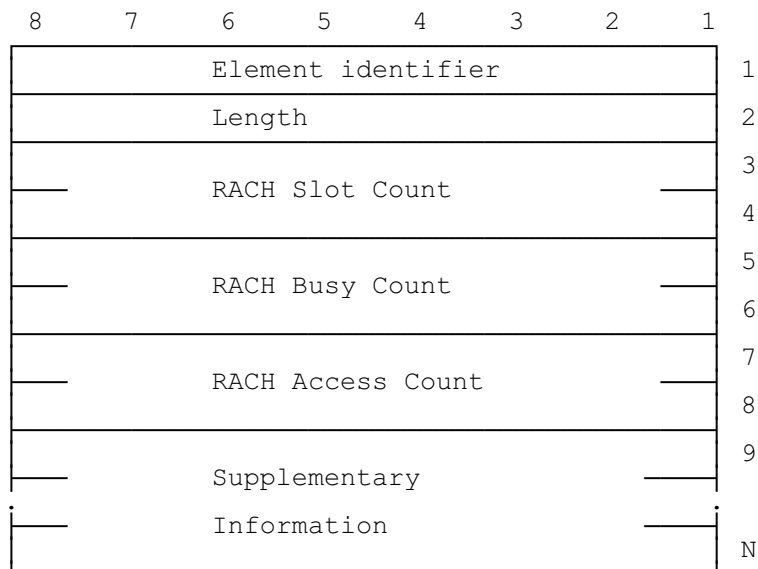 8 7 6 5 4 3 2 1
Element identifier 1
Length 2
3
RACH Slot Count
4
5
RACH Busy Count
6
7
RACH Access Count
8
9
Supplementary
Information
N